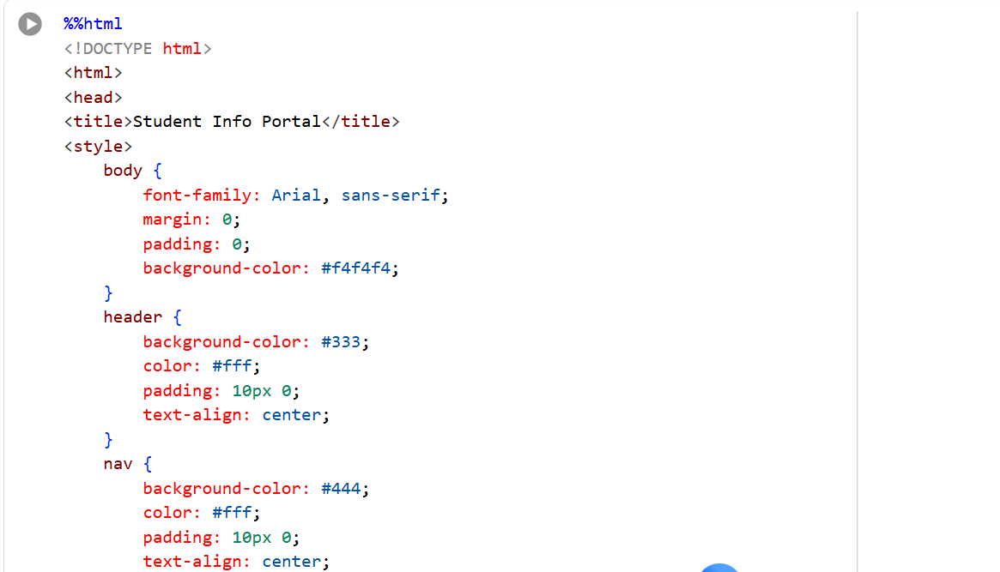 %%html
<!DOCTYPE html>
<html>
<head>
<title>Student Info Portal</title>
<style>
    body {
        font-family: Arial, sans-serif;
        margin: 0;
        padding: 0;
        background-color: #f4f4f4;
    }
    header {
        background-color: #333;
        color: #fff;
        padding: 10px 0;
        text-align: center;
    }
    nav {
        background-color: #444;
        color: #fff;
        padding: 10px 0;
        text-align: center;